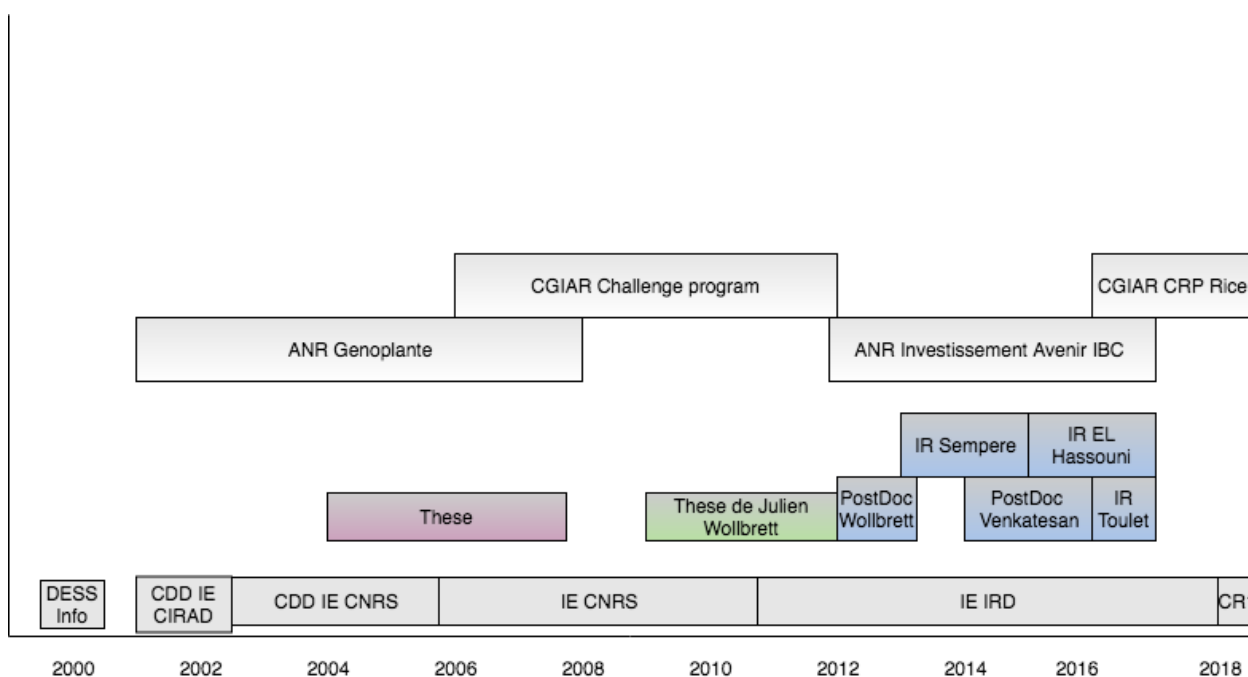 CGIAR Challenge program
CGIAR CRP Rice
ANR Genoplante
ANR Investissement Avenir IBC
IR Sempere
IR EL
Hassouni
These
These de Julien
Wollbrett
PostDoc
Wollbrett
PostDoc
Venkatesan
IR
Toulet
DESS
Info
CDD IE
CIRAD
CDD IE CNRS
IE CNRS
IE IRD
2000
2002
2004
2006
2008
2010
2012
2014
2016
2018